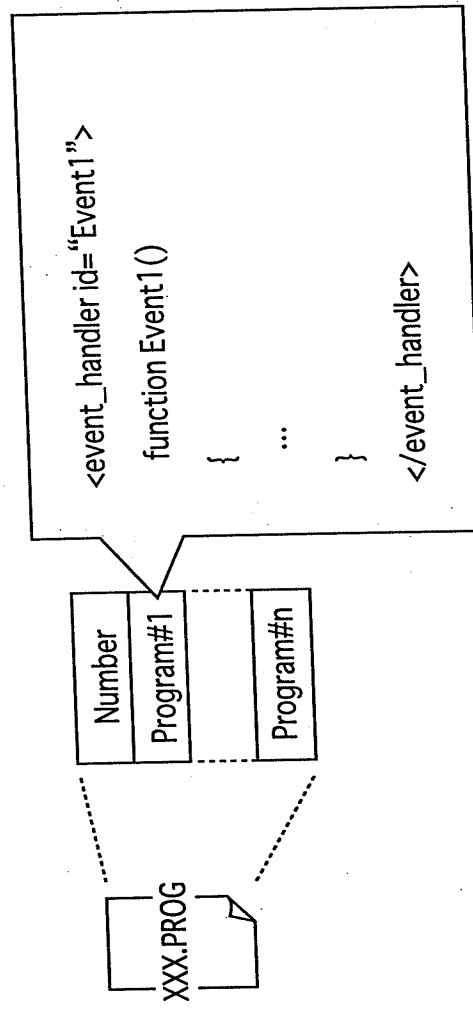 XXX.PROG
Number
Program#1
Program#n
<event_handler id=“Event1”>
function Event1()
{
...
}
</event_handler>